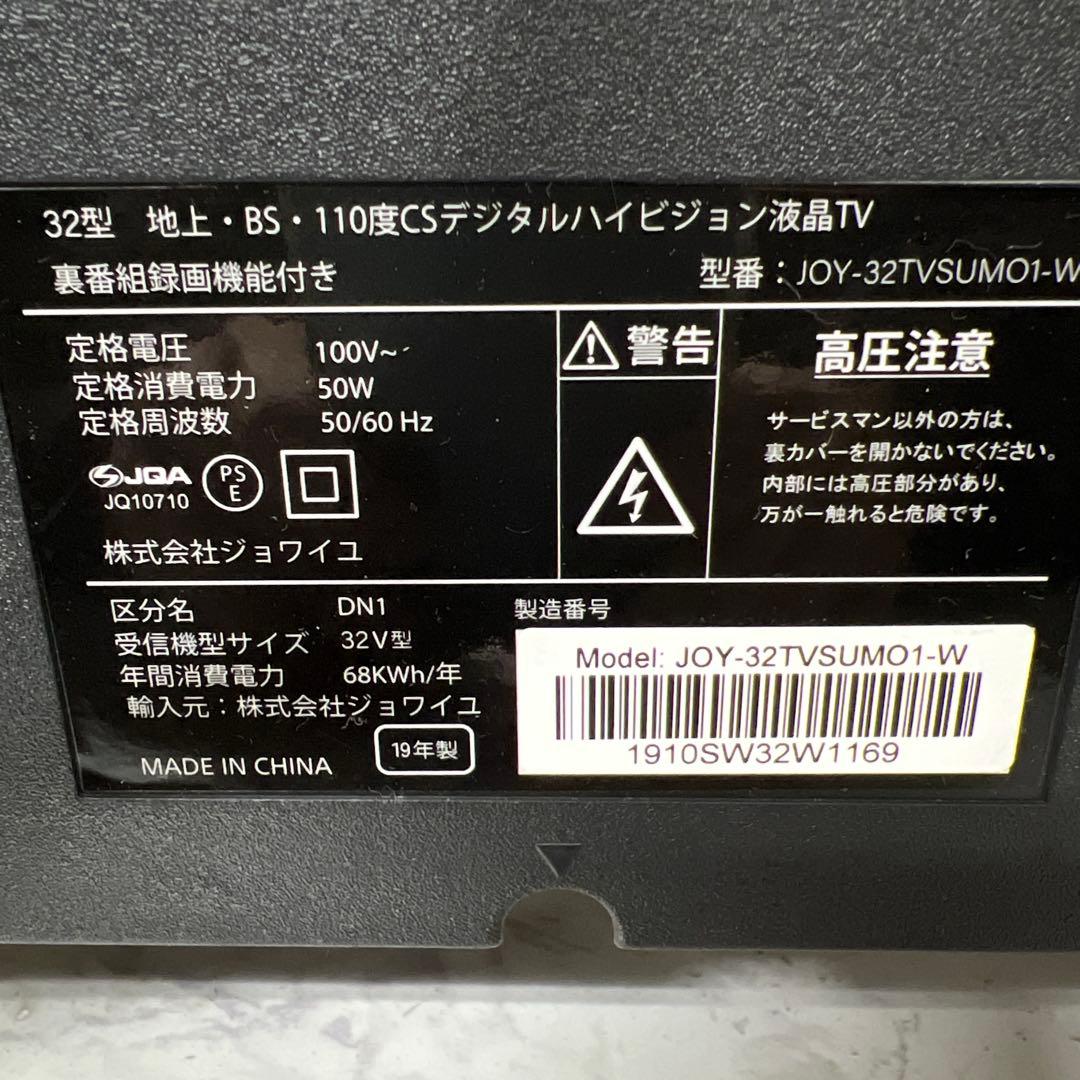 32型 地上・BS・110度CSデジタルハイビジョン液晶TV
裏番組録画機能付き 型番：JOY-32TVSUMO1-W
定格電圧 100V~
定格消費電力 50W
定格周波数 50/60 Hz
JQA
JQ10710
PS
E
株式会社ジョワイユ
警告
高圧注意
サービスマン以外の方は、
裏カバーを開かないでください。
内部には高圧部分があり、
万が一触れると危険です。
区分名 DN1
受信機型サイズ 32V型
年間消費電力 68KWh/年
輸入元：株式会社ジョワイユ
MADE IN CHINA
19年製
製造番号
Model: JOY-32TVSUMO1-W
1910SW32W1169